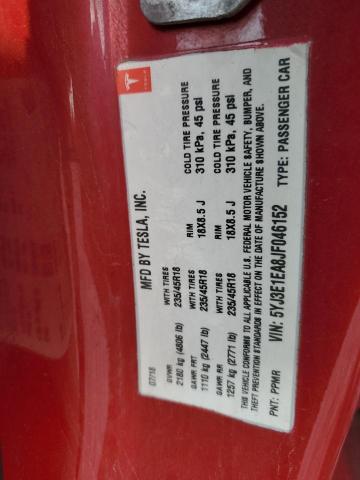 TESLA
MFD BY TESLA, INC.
07/18
GVWR
2180 kg (4806 lb)
GAWR FRT WITH TIRES RIM COLD TIRE PRESSURE
1110 kg (2447 lb) 235/45R18 18X8.5 J 310 kPa, 45 psi
GAWR RR WITH TIRES RIM COLD TIRE PRESSURE
1257 kg (2771 lb) 235/45R18 18X8.5 J 310 kPa, 45 psi
THIS VEHICLE CONFORMS TO ALL APPLICABLE U.S. FEDERAL MOTOR VEHICLE SAFETY, BUMPER, AND
THEFT PREVENTION STANDARDS IN EFFECT ON THE DATE OF MANUFACTURE SHOWN ABOVE.
VIN: 5YJ3E1EA8JF046152 TYPE: PASSENGER CAR
PNT: PPMR